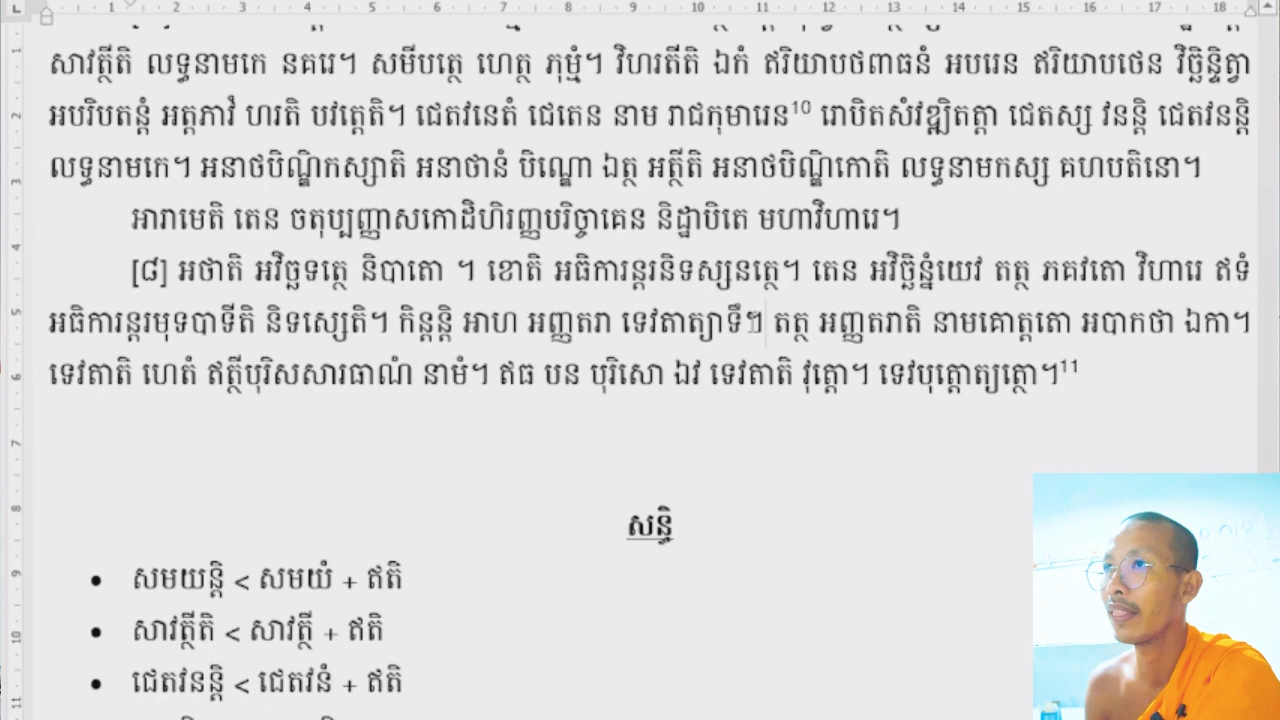 សាវត្ថីតិ លទ្ធនាមកេ នគរេ។ សមីបត្ថេ ហេត្ថ ភុម្មំ។ វិហរតីតិ ឯកំ ឥរិយាបថពាធនំ អបរេន ឥរិយាបថេន វិច្ឆិន្ទិត្វា
អបរិបតន្តំ អត្តភាវំ ហរតិ បវត្តេតិ។ ជេតវនេតំ ជេតេន នាម រាជកុមារេន10 រោបិតសំវឌ្ឍិតត្តា ជេតស្ស វនន្តិ ជេតវនន្តិ
លទ្ធនាមកេ។ អនាថបិណ្ឌិកស្សាតិ អនាថានំ បិណ្ឌោ ឯត្ថ អត្ថីតិ អនាថបិណ្ឌិកោតិ លទ្ធនាមកស្ស គហបតិនោ។
អារាមេតិ តេន ចតុប្បញ្ញាសកោដិហិរញ្ញបរិច្ចាគេន និដ្ឋាបិតេ មហាវិហារេ។
[៨] អថាតិ អវិច្ឆទត្ថេ និបាតោ ។ ខោតិ អធិការន្តរនិទស្សនត្ថេ។ តេន អវិច្ឆិន្នំយេវ តត្ថ ភគវតោ វិហារេ ឥទំ
អធិការន្តរមុទបាទីតិ និទស្សេតិ។ កិន្តន្តិ អាហ អញ្ញតរា ទេវតាត្យាទឹ។ តត្ថ អញ្ញតរាតិ នាមគោត្តតោ អបាកថា ឯកា។
ទេវតាតិ ហេតំ ឥត្ថីបុរិសសារធាណំ នាមំ។ ឥធ បន បុរិសោ ឯវ ទេវតាតិ វុត្តោ។ ទេវបុត្តោត្យត្ថោ។11
សន្ធិ
• សមយន្តិ < សមយំ + ឥតិ
• សាវត្ថីតិ < សាវត្ថី + ឥតិ
• ជេតវនន្តិ < ជេតវនំ + ឥតិ